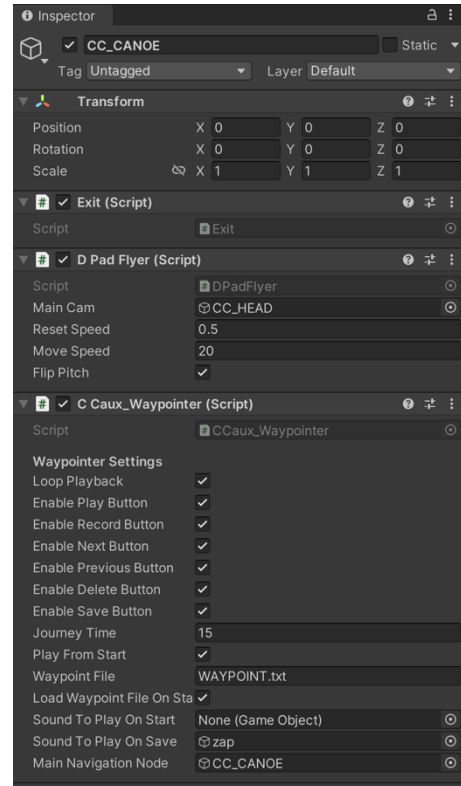 Inspector
CC_CANOE Static
Tag Untagged Layer Default
Transform
Position X 0 Y 0 Z 0
Rotation X 0 Y 0 Z 0
Scale X 1 Y 1 Z 1
# Exit (Script)
Script # Exit
# D Pad Flyer (Script)
Script # DPadFlyer
Main Cam CC_HEAD
Reset Speed 0.5
Move Speed 20
Flip Pitch
# C Caux_Waypointer (Script)
Script # CCaux_Waypointer
Waypointer Settings
Loop Playback
Enable Play Button
Enable Record Button
Enable Next Button
Enable Previous Button
Enable Delete Button
Enable Save Button
Journey Time 15
Play From Start
Waypoint File WAYPOINT.txt
Load Waypoint File On Sta
Sound To Play On Start None (Game Object)
Sound To Play On Save zap
Main Navigation Node CC_CANOE